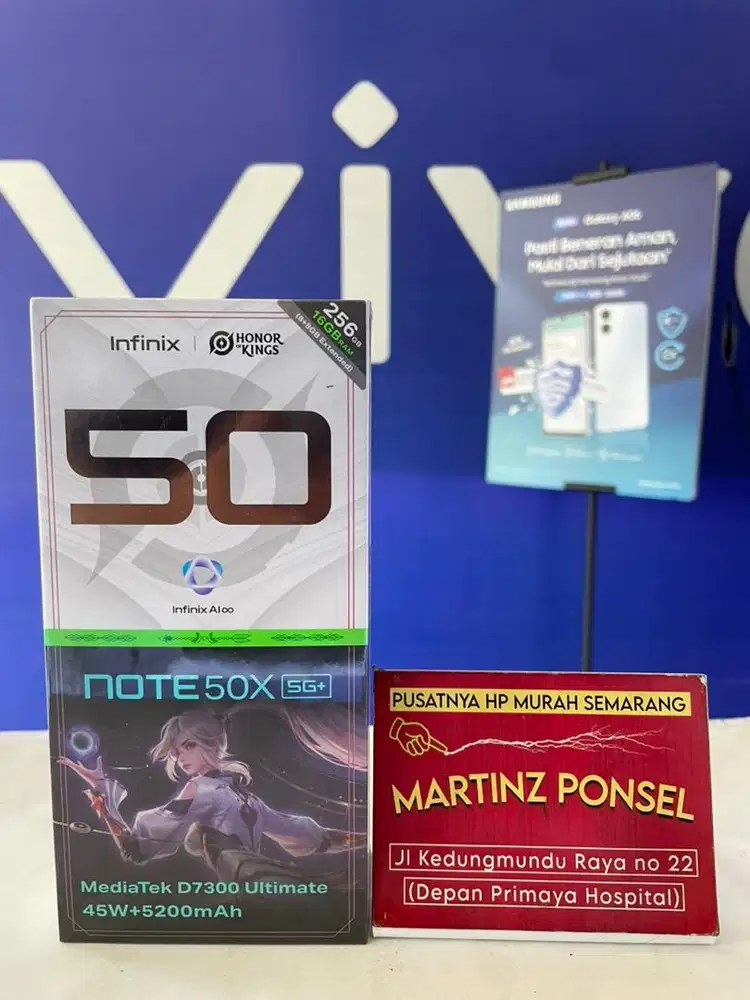 vivo
SAMSUNG
Galaxy A06
Pasti Beneran Aman,
Mulai Dari Sejutaan*
Infinix
HONOR
OF KINGS
256GB
16GB RAM
(8+8GB Extended)
50
Infinix AI∞
NOTE 50X 5G+
MediaTek D7300 Ultimate
45W+5200mAh
PUSATNYA HP MURAH SEMARANG
MARTINZ PONSEL
Jl Kedungmundu Raya no 22
(Depan Primaya Hospital)